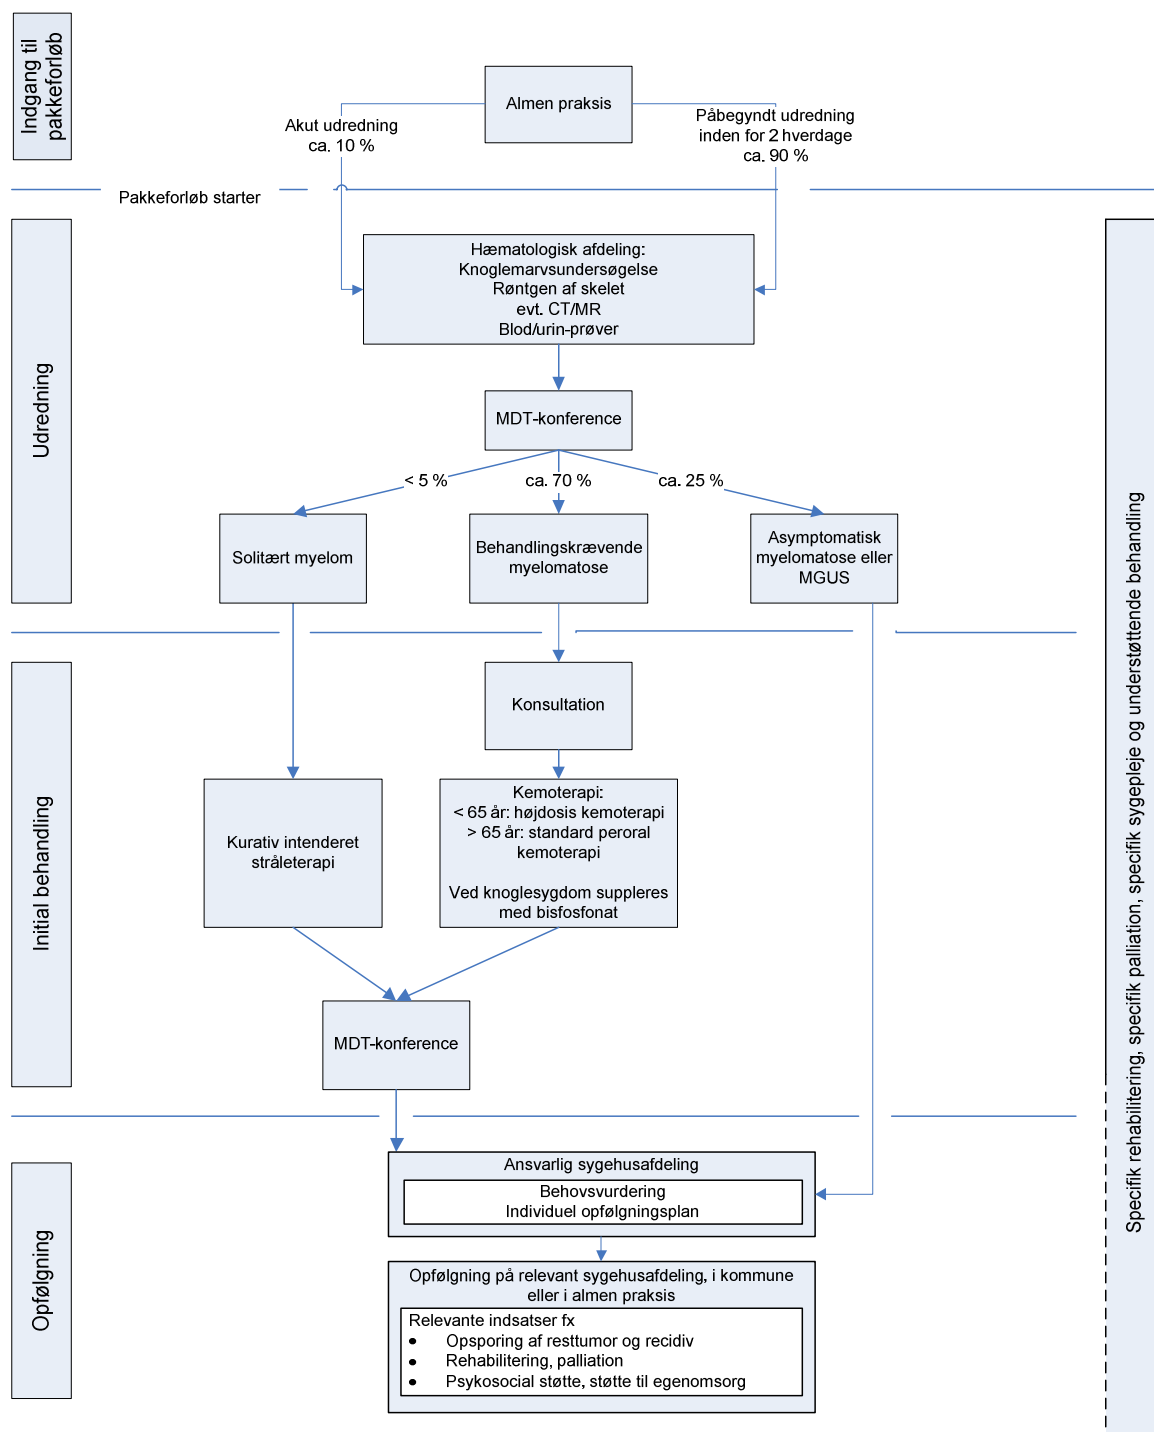 Indgang til
pakkeforløb
Almen praksis
Akut udredning
ca. 10 %
Påbegyndt udredning
inden for 2 hverdage
ca. 90 %
Pakkeforløb starter
Udredning
Hæmatologisk afdeling:
Knoglemarvsundersøgelse
Røntgen af skelet
evt. CT/MR
Blod/urin-prøver
MDT-konference
< 5 %
ca. 70 %
ca. 25 %
Solitært myelom
Behandlingskrævende
myelomatose
Asymptomatisk
myelomatose eller
MGUS
Initial behandling
Konsultation
Kurativ intenderet
stråleterapi
Kemoterapi:
< 65 år: højdosis kemoterapi
> 65 år: standard peroral
kemoterapi
Ved knoglesygdom suppleres
med bisfosfonat
MDT-konference
Opfølgning
Ansvarlig sygehusafdeling
Behovsvurdering
Individuel opfølgningsplan
Opfølgning på relevant sygehusafdeling, i kommune
eller i almen praksis
Relevante indsatser fx
• Opsporing af resttumor og recidiv
• Rehabilitering, palliation
• Psykosocial støtte, støtte til egenomsorg
Specifik rehabilitering, specifik palliation, specifik sygepleje og understøttende behandling